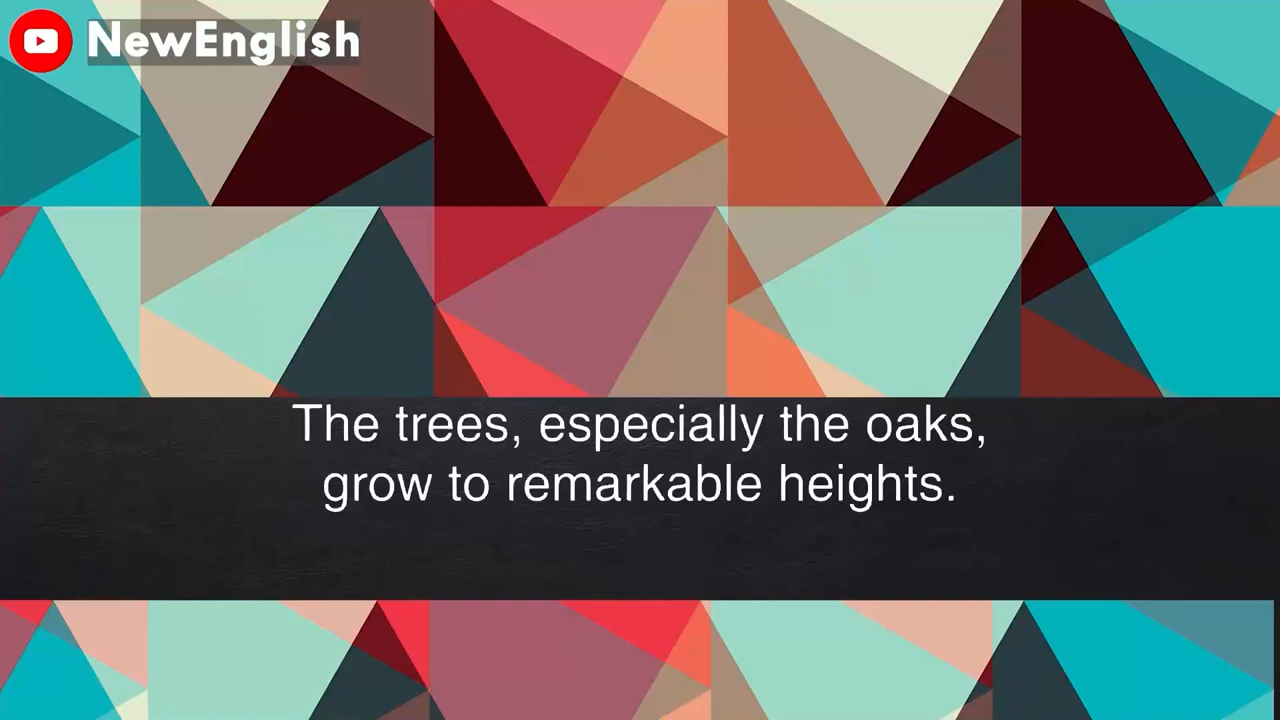 NewEnglish
The trees, especially the oaks,
grow to remarkable heights.